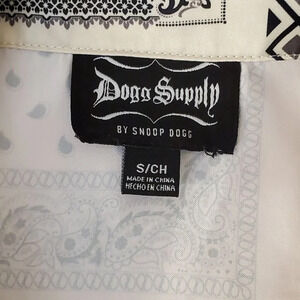 Dogg Supply
BY SNOOP DOGG
S/CH
MADE IN CHINA
HECHO EN CHINA